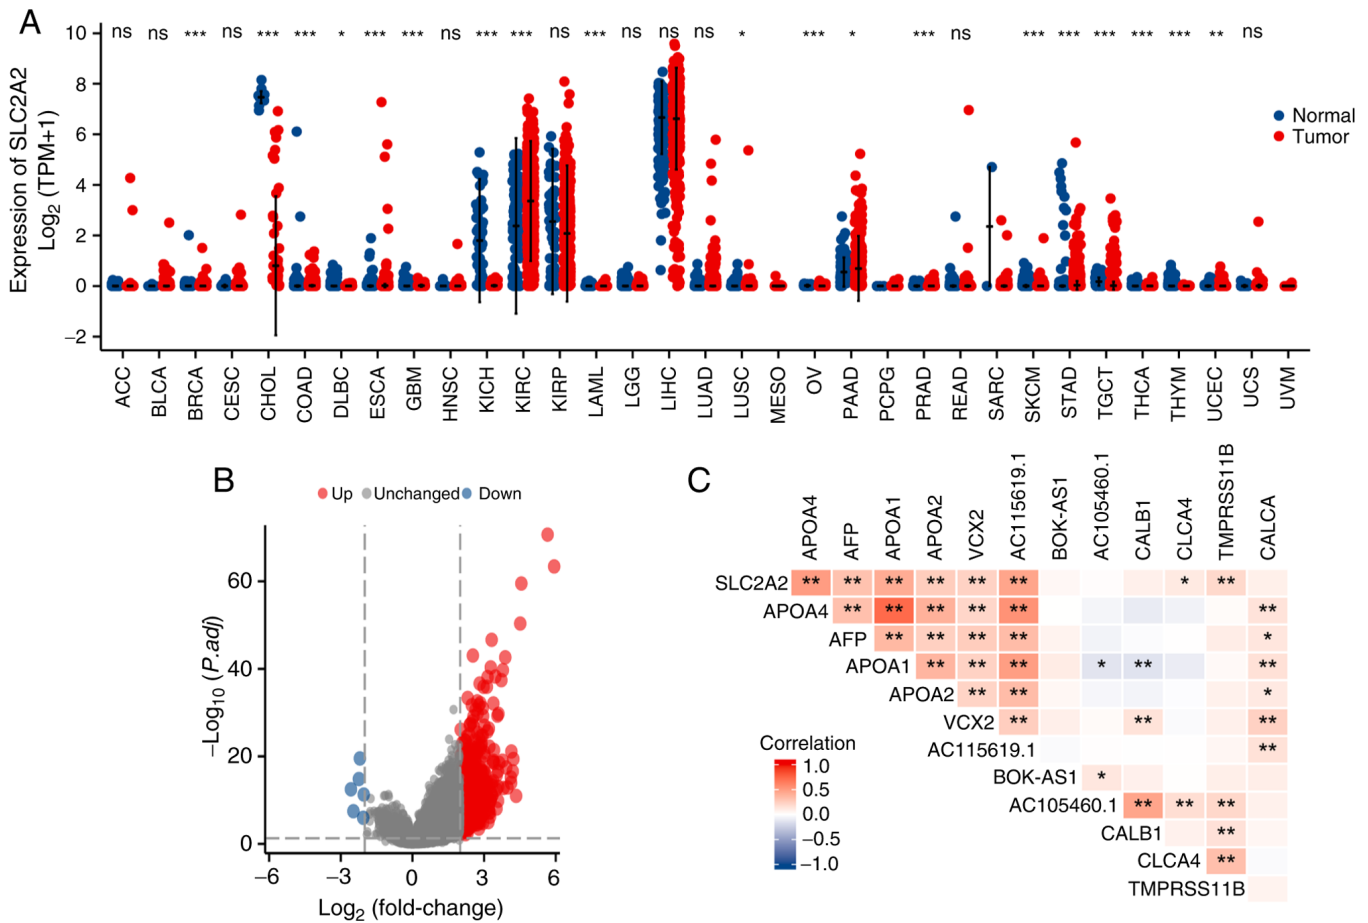 A
ns ns *** ns *** *** * *** *** ns *** *** ns *** ns ns ns * *** * *** ns *** *** *** *** *** ** ns
Expression of SLC2A2
Log2 (TPM+1)
10
8
6
4
2
0
−2
Normal
Tumor
ACC BLCA BRCA CESC CHOL COAD DLBC ESCA GBM HNSC KICH KIRC KIRP LAML LGG LIHC LUAD LUSC MESO OV PAAD PCPG PRAD READ SARC SKCM STAD TGCT THCA THYM UCEC UCS UVM
B
Up Unchanged Down
−Log10 (P.adj)
60
40
20
0
−6 −3 0 3 6
Log2 (fold-change)
C
APOA4 AFP APOA1 APOA2 VCX2 AC115619.1 BOK-AS1 AC105460.1 CALB1 CLCA4 TMPRSS11B CALCA
SLC2A2 ** ** ** ** ** ** * **
APOA4 ** ** ** ** ** **
AFP ** ** ** ** *
APOA1 ** ** ** * ** **
APOA2 ** ** *
VCX2 ** ** **
AC115619.1 **
BOK-AS1 *
AC105460.1 ** ** **
CALB1 **
CLCA4 **
TMPRSS11B
Correlation
1.0
0.5
0.0
−0.5
−1.0